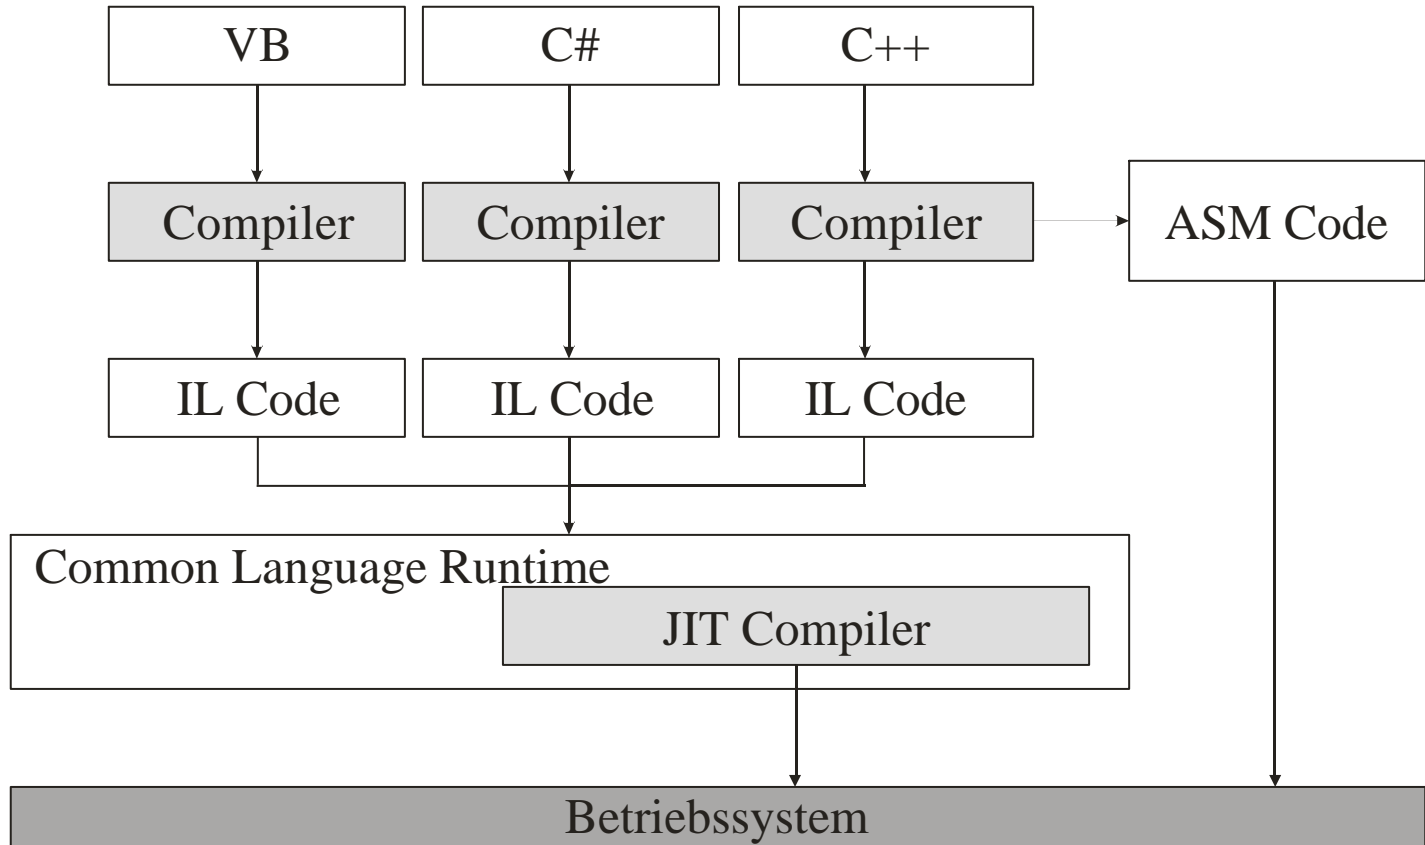 VB
C#
C++
Compiler
Compiler
Compiler
ASM Code
IL Code
IL Code
IL Code
Common Language Runtime
JIT Compiler
Betriebssystem